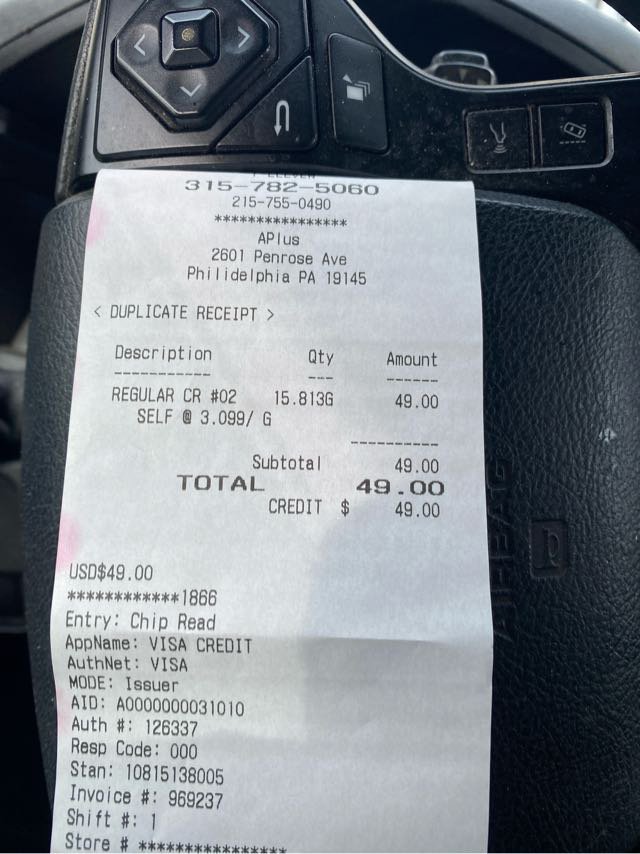 315-782-5060
215-755-0490
****************
APlus
2601 Penrose Ave
Philidelphia PA 19145
< DUPLICATE RECEIPT >
Description Qty Amount
----------- --- ------
REGULAR CR #02 15.813G 49.00
SELF @ 3.099/ G
----------
Subtotal 49.00
TOTAL 49.00
CREDIT $ 49.00
USD$49.00
************1866
Entry: Chip Read
AppName: VISA CREDIT
AuthNet: VISA
MODE: Issuer
AID: A0000000031010
Auth #: 126337
Resp Code: 000
Stan: 10815138005
Invoice #: 969237
Shift #: 1
Store # ****************
AIRBAG